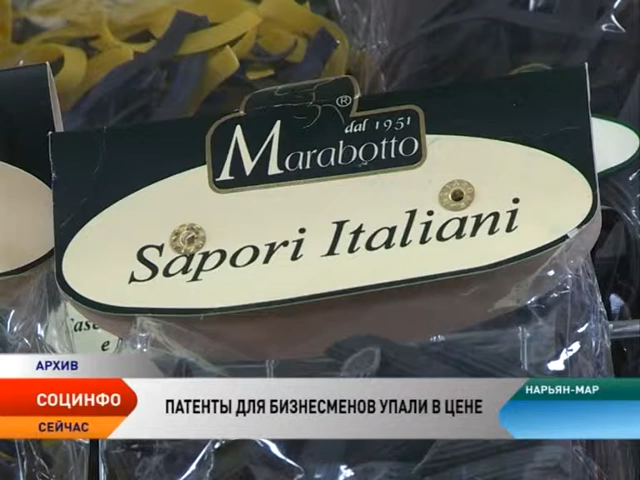 dal 1951
Marabotto®
Sapori Italiani
e
АРХИВ
СОЦИНФО
СЕЙЧАС
ПАТЕНТЫ ДЛЯ БИЗНЕСМЕНОВ УПАЛИ В ЦЕНЕ
НАРЬЯН-МАР